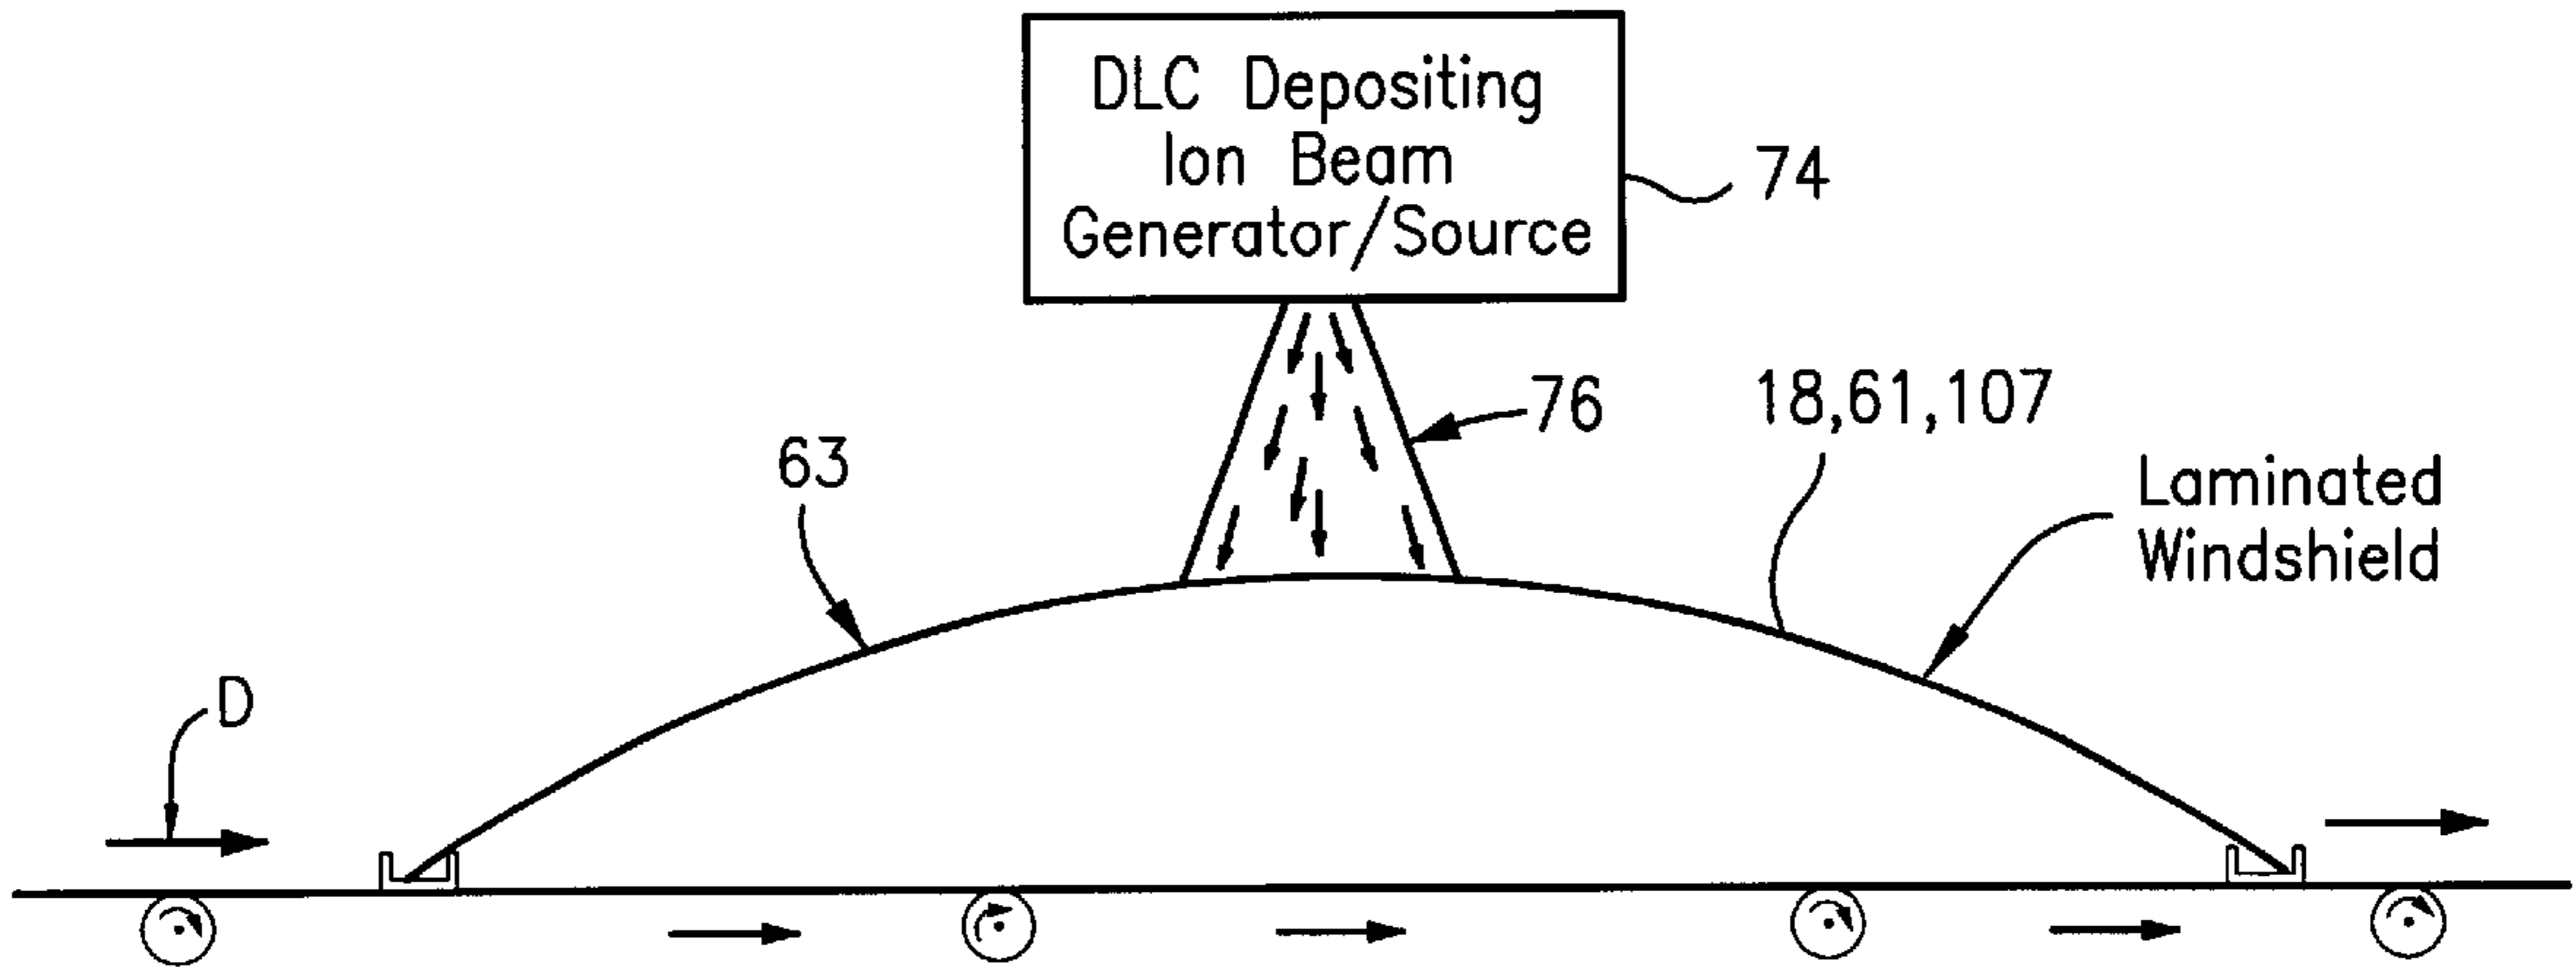 DLC Depositing
Ion Beam
Generator/Source
74
76
18,61,107
63
Laminated
Windshield
D